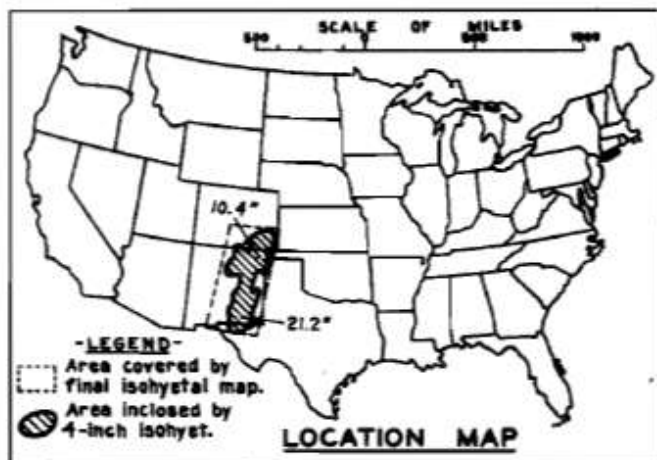 SCALE OF MILES
500 0 500 1000
10.4"
21.2"
-LEGEND-
Area covered by
final isohyetal map.
Area inclosed by
4-inch isohyet.
LOCATION MAP